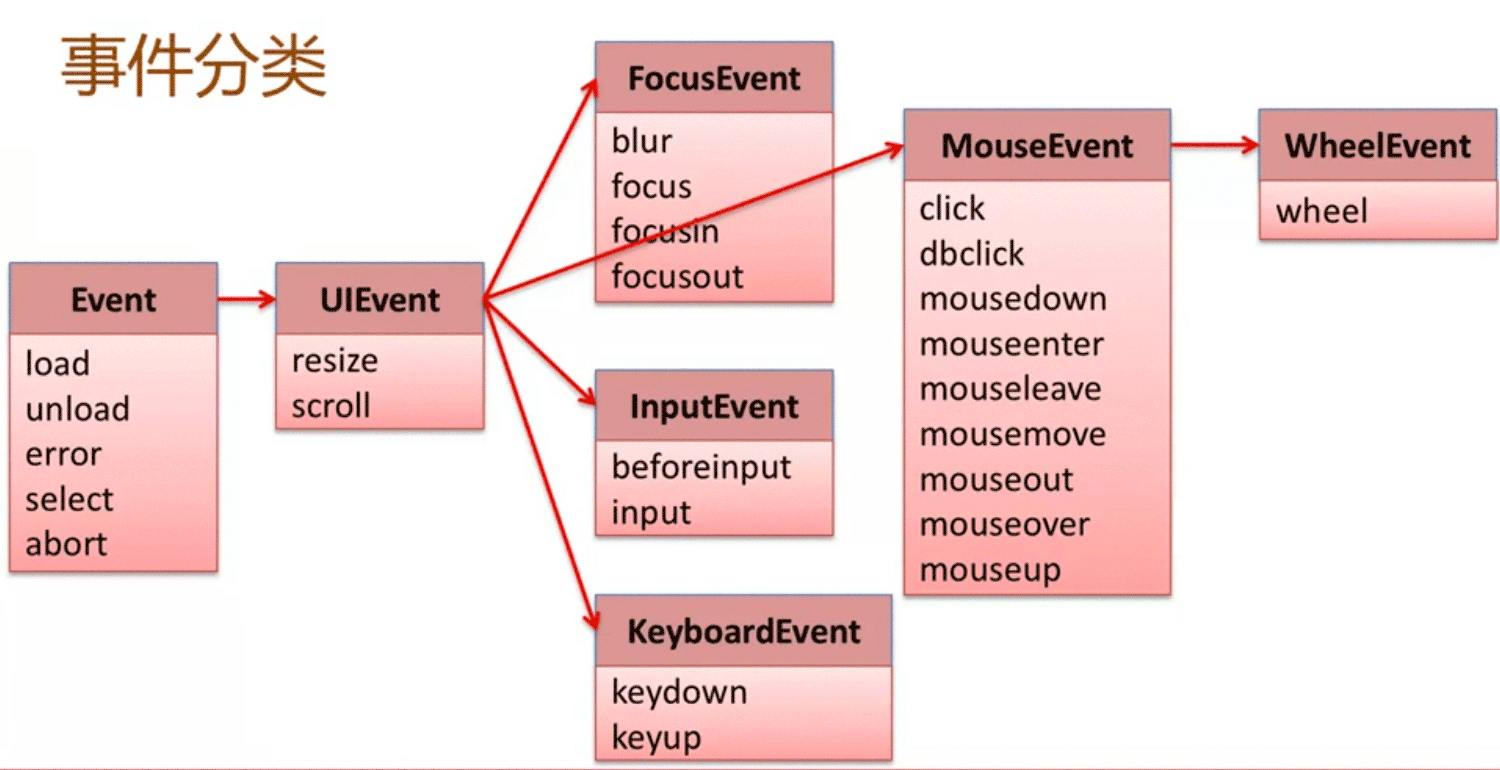 事件分类
Event
load
unload
error
select
abort
UIEvent
resize
scroll
FocusEvent
blur
focus
focusin
focusout
InputEvent
beforeinput
input
KeyboardEvent
keydown
keyup
MouseEvent
click
dbclick
mousedown
mouseenter
mouseleave
mousemove
mouseout
mouseover
mouseup
WheelEvent
wheel